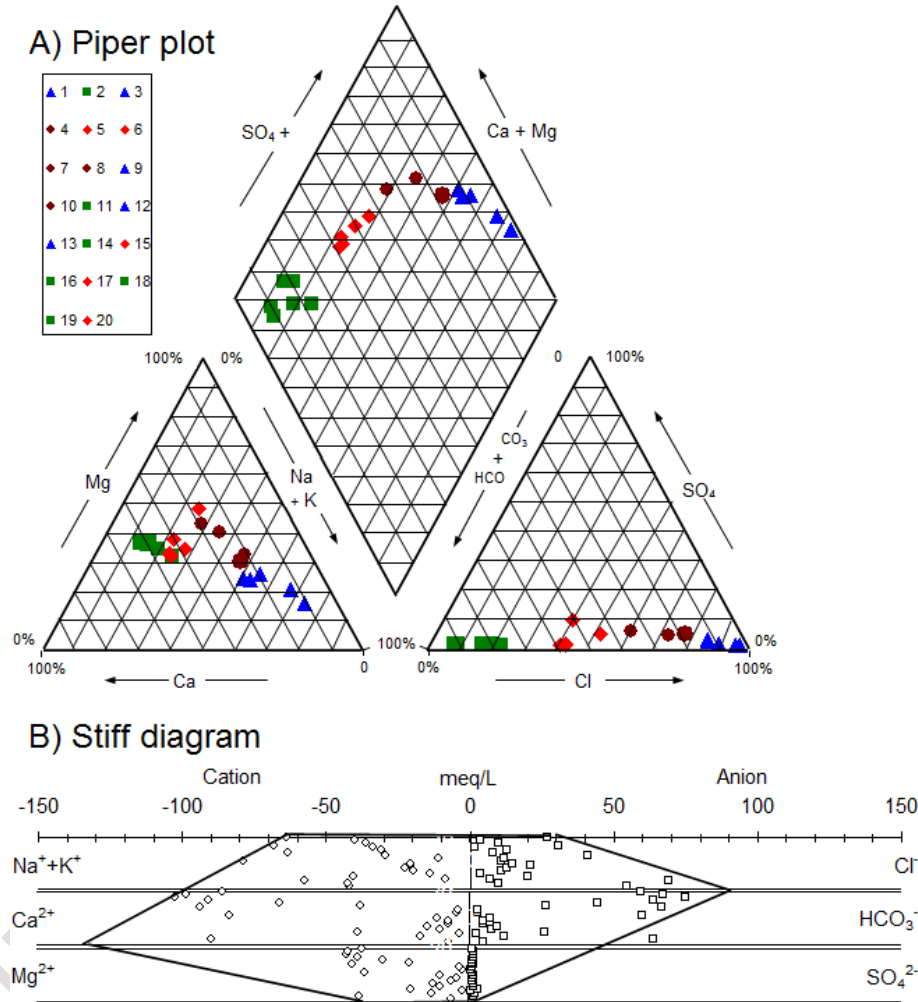 A) Piper plot
1 2 3
4 5 6
7 8 9
10 11 12
13 14 15
16 17 18
19 20
SO₄ +
Ca + Mg
100% 0%
0 100%
Mg
Na
+ K
CO₃
+
HCO
SO₄
0% 100% 0%
100% 0 0% 100%
Ca
Cl
B) Stiff diagram
Cation meq/L Anion
-150 -100 -50 0 50 100 150
Na⁺+K⁺ Cl⁻
Ca²⁺ HCO₃⁻
Mg²⁺ SO₄²⁻